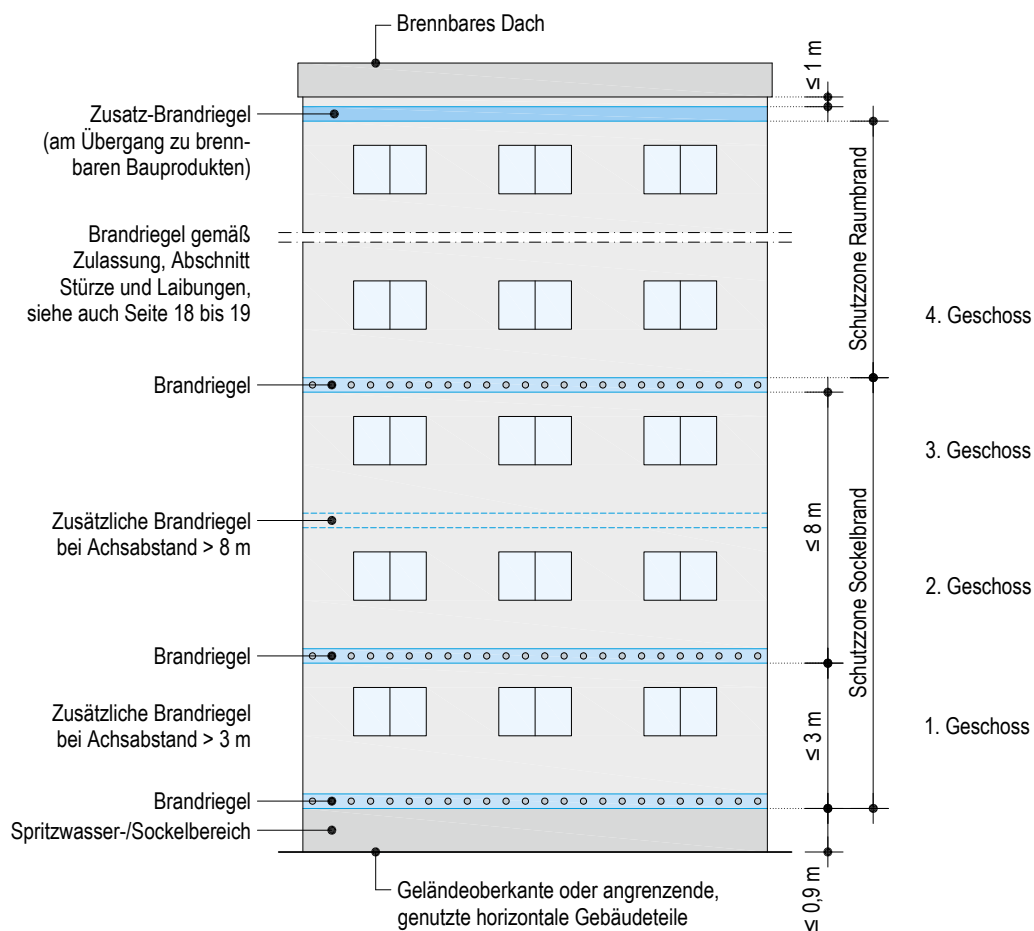 Brennbares Dach
≤ 1 m
Zusatz-Brandriegel
(am Übergang zu brenn-
baren Bauprodukten)
Schutzzone Raumbrand
Brandriegel gemäß
Zulassung, Abschnitt
Stürze und Laibungen,
siehe auch Seite 18 bis 19
4. Geschoss
Brandriegel
3. Geschoss
≤ 8 m
Zusätzliche Brandriegel
bei Achsabstand > 8 m
Schutzzone Sockelbrand
2. Geschoss
Brandriegel
Zusätzliche Brandriegel
bei Achsabstand > 3 m
≤ 3 m
1. Geschoss
Brandriegel
Spritzwasser-/Sockelbereich
Geländeoberkante oder angrenzende,
genutzte horizontale Gebäudeteile
≤ 0,9 m